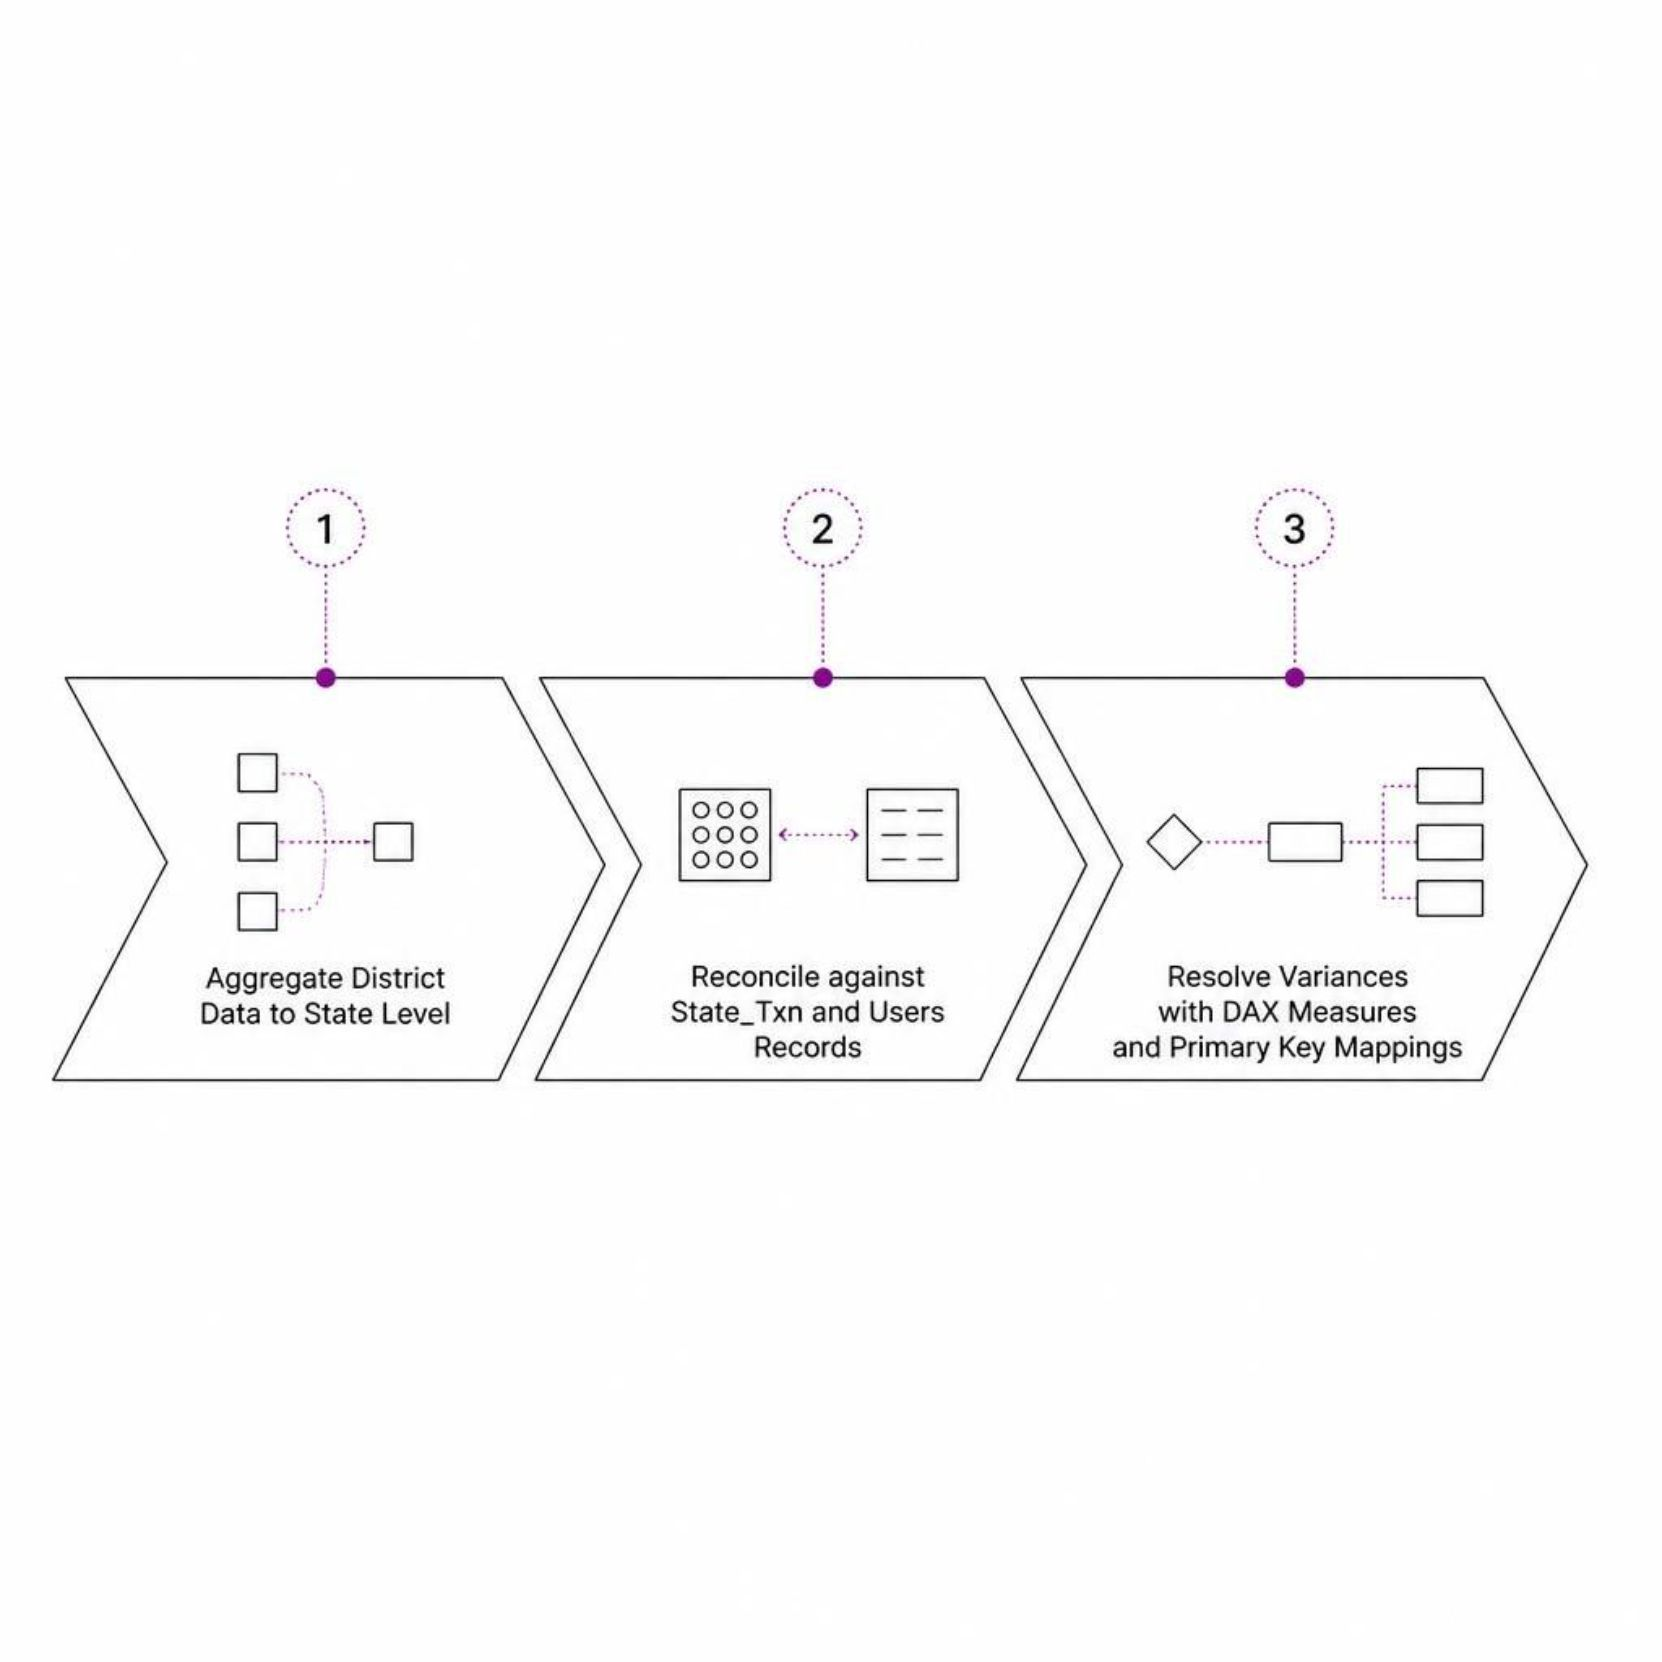 1
2
3
Aggregate District
Data to State Level
Reconcile against
State_Txn and Users
Records
Resolve Variances
with DAX Measures
and Primary Key Mappings